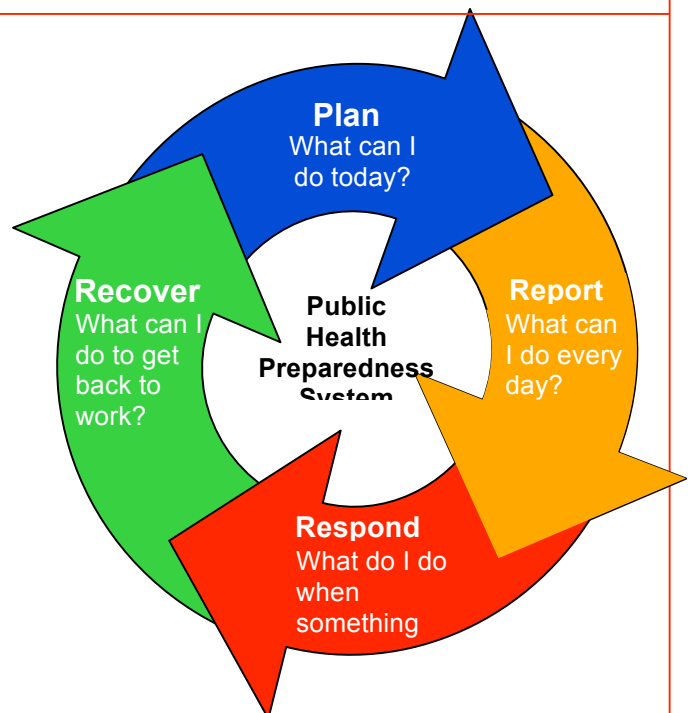 Plan
What can I
do today?
Report
What can
I do every
day?
Respond
What do I do
when
something
Recover
What can I
do to get
back to
work?
Public
Health
Preparedness
System